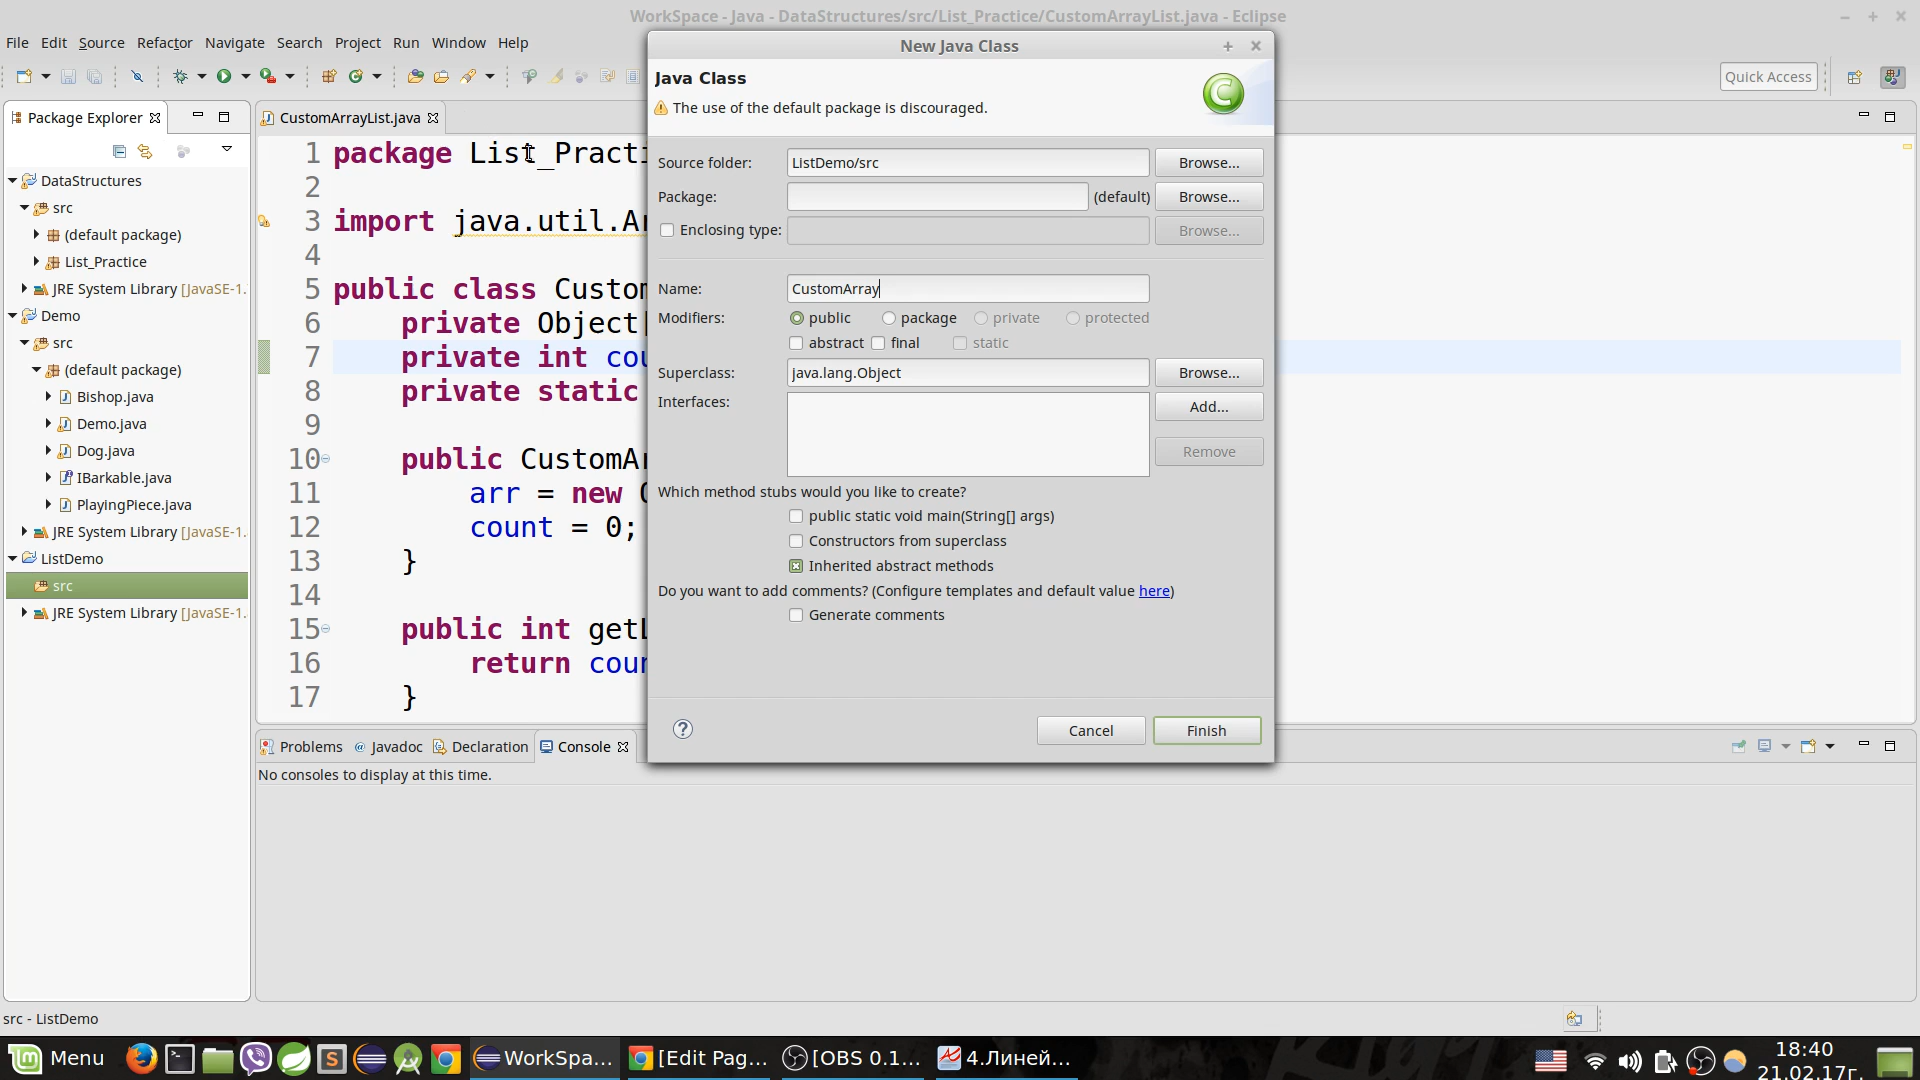 WorkSpace - Java - DataStructures/src/List_Practice/CustomArrayList.java - Eclipse
File Edit Source Refactor Navigate Search Project Run Window Help
Quick Access
Package Explorer
DataStructures
src
(default package)
List_Practice
JRE System Library [JavaSE-1.
Demo
src
(default package)
Bishop.java
Demo.java
Dog.java
IBarkable.java
PlayingPiece.java
JRE System Library [JavaSE-1.
ListDemo
src
JRE System Library [JavaSE-1.
CustomArrayList.java
1 package List_Practi
2
3 import java.util.Ar
4
5 public class Custom
6 private Object[
7 private int cou
8 private static
9
10 public CustomAr
11 arr = new O
12 count = 0;
13 }
14
15 public int getL
16 return coun
17 }
New Java Class
Java Class
The use of the default package is discouraged.
Source folder: ListDemo/src Browse...
Package: (default) Browse...
Enclosing type: Browse...
Name: CustomArray
Modifiers: public package private protected
abstract final static
Superclass: java.lang.Object Browse...
Interfaces: Add...
Remove
Which method stubs would you like to create?
public static void main(String[] args)
Constructors from superclass
Inherited abstract methods
Do you want to add comments? (Configure templates and default value here)
Generate comments
Cancel Finish
Problems @ Javadoc Declaration Console
No consoles to display at this time.
src - ListDemo
Menu WorkSpa... [Edit Pag... [OBS 0.1... 4.Линей...
18:40
21.02.17г.